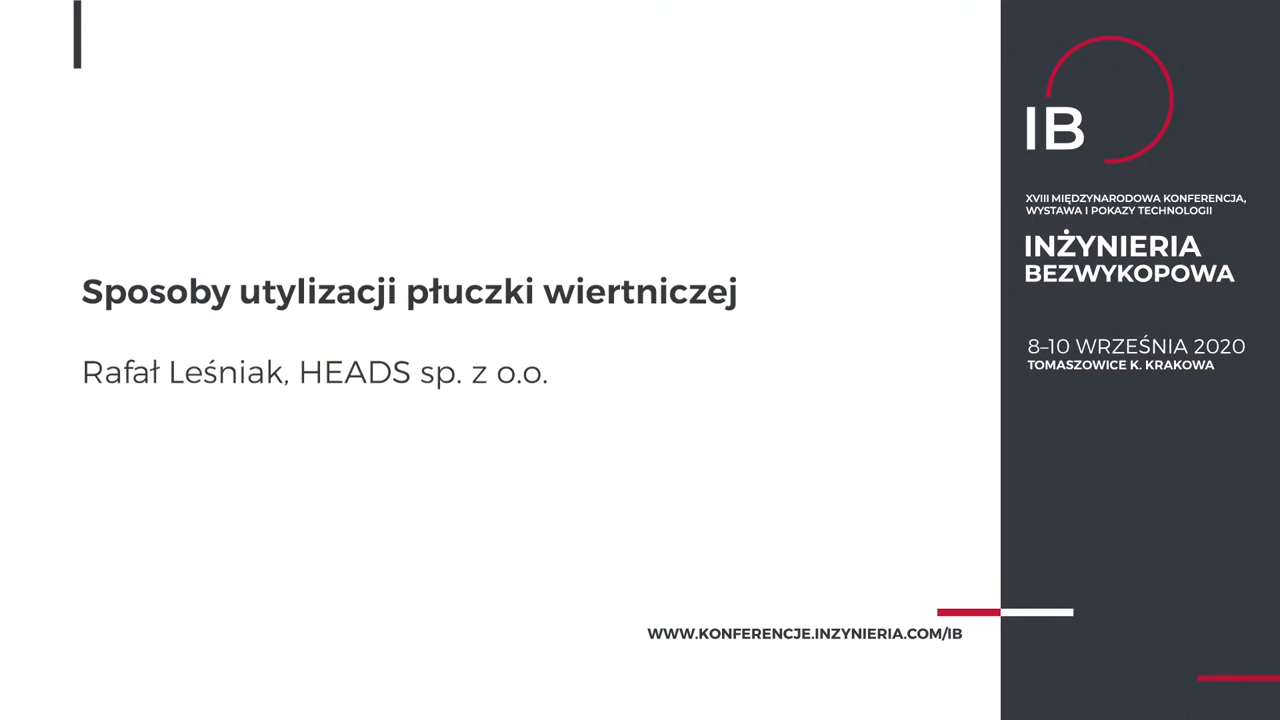 Sposoby utylizacji płuczki wiertniczej
Rafał Leśniak, HEADS sp. z o.o.
WWW.KONFERENCJE.INZYNIERIA.COM/IB
IB
XVIII MIĘDZYNARODOWA KONFERENCJA,
WYSTAWA I POKAZY TECHNOLOGII
INŻYNIERIA
BEZWYKOPOWA
8–10 WRZEŚNIA 2020
TOMASZOWICE K. KRAKOWA